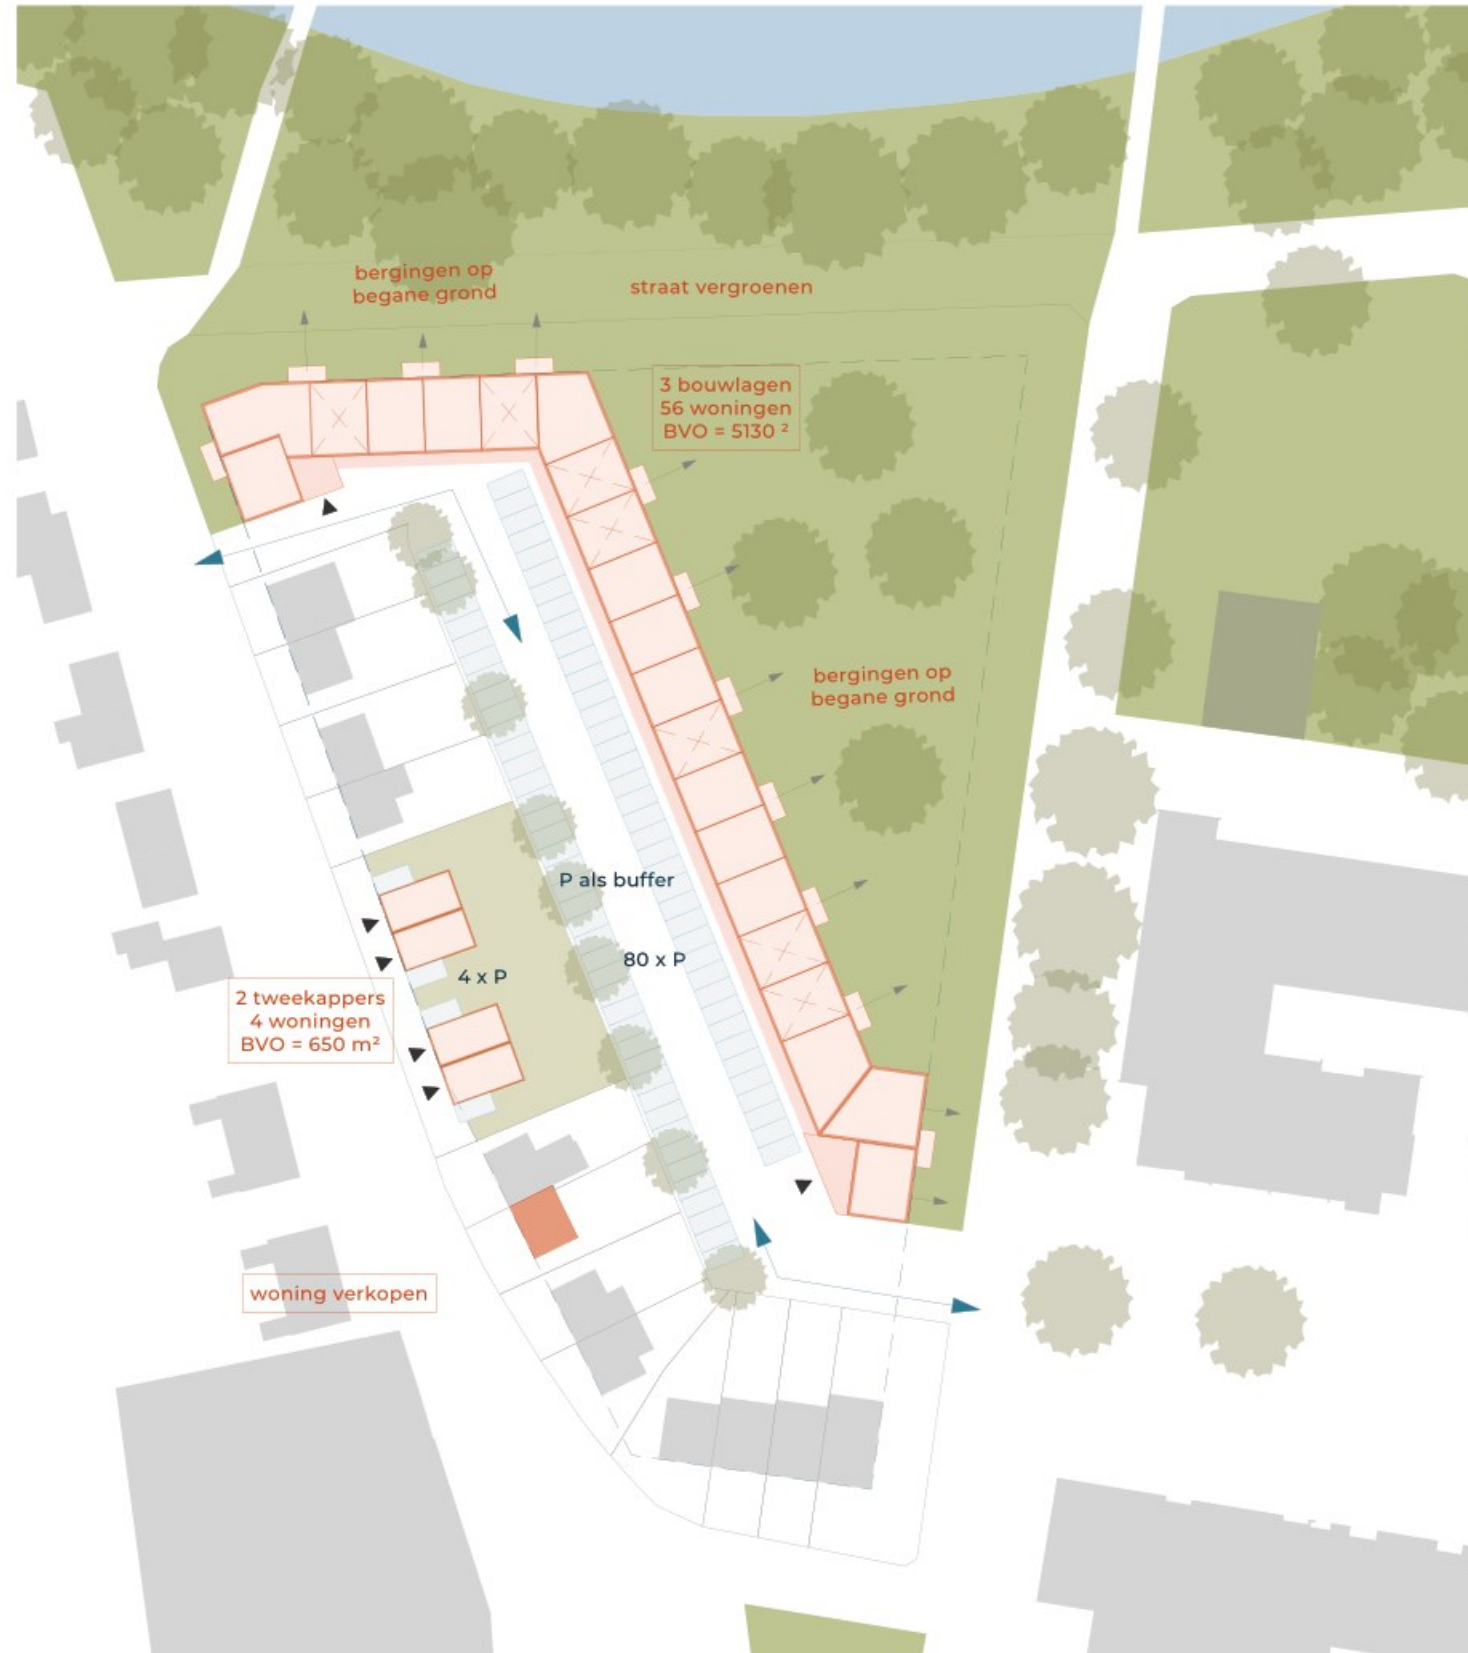 bergingen op
begane grond
straat vergroenen
3 bouwlagen
56 woningen
BVO = 5130 ²
bergingen op
begane grond
P als buffer
80 x P
4 x P
2 tweekappers
4 woningen
BVO = 650 m²
woning verkopen